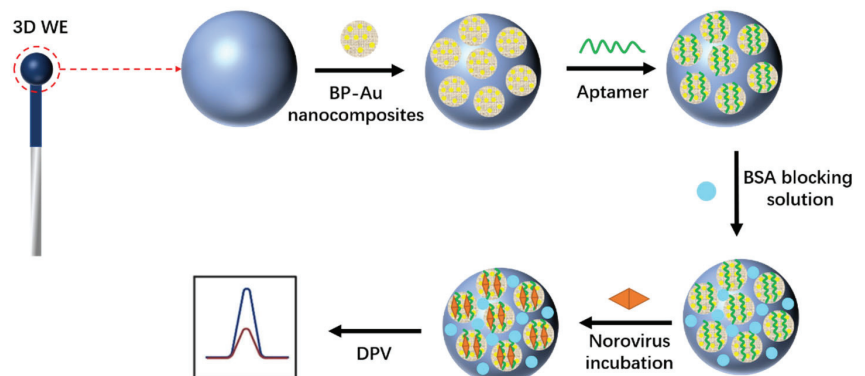 3D WE
BP-Au
nanocomposites
Aptamer
BSA blocking
solution
Norovirus
incubation
DPV